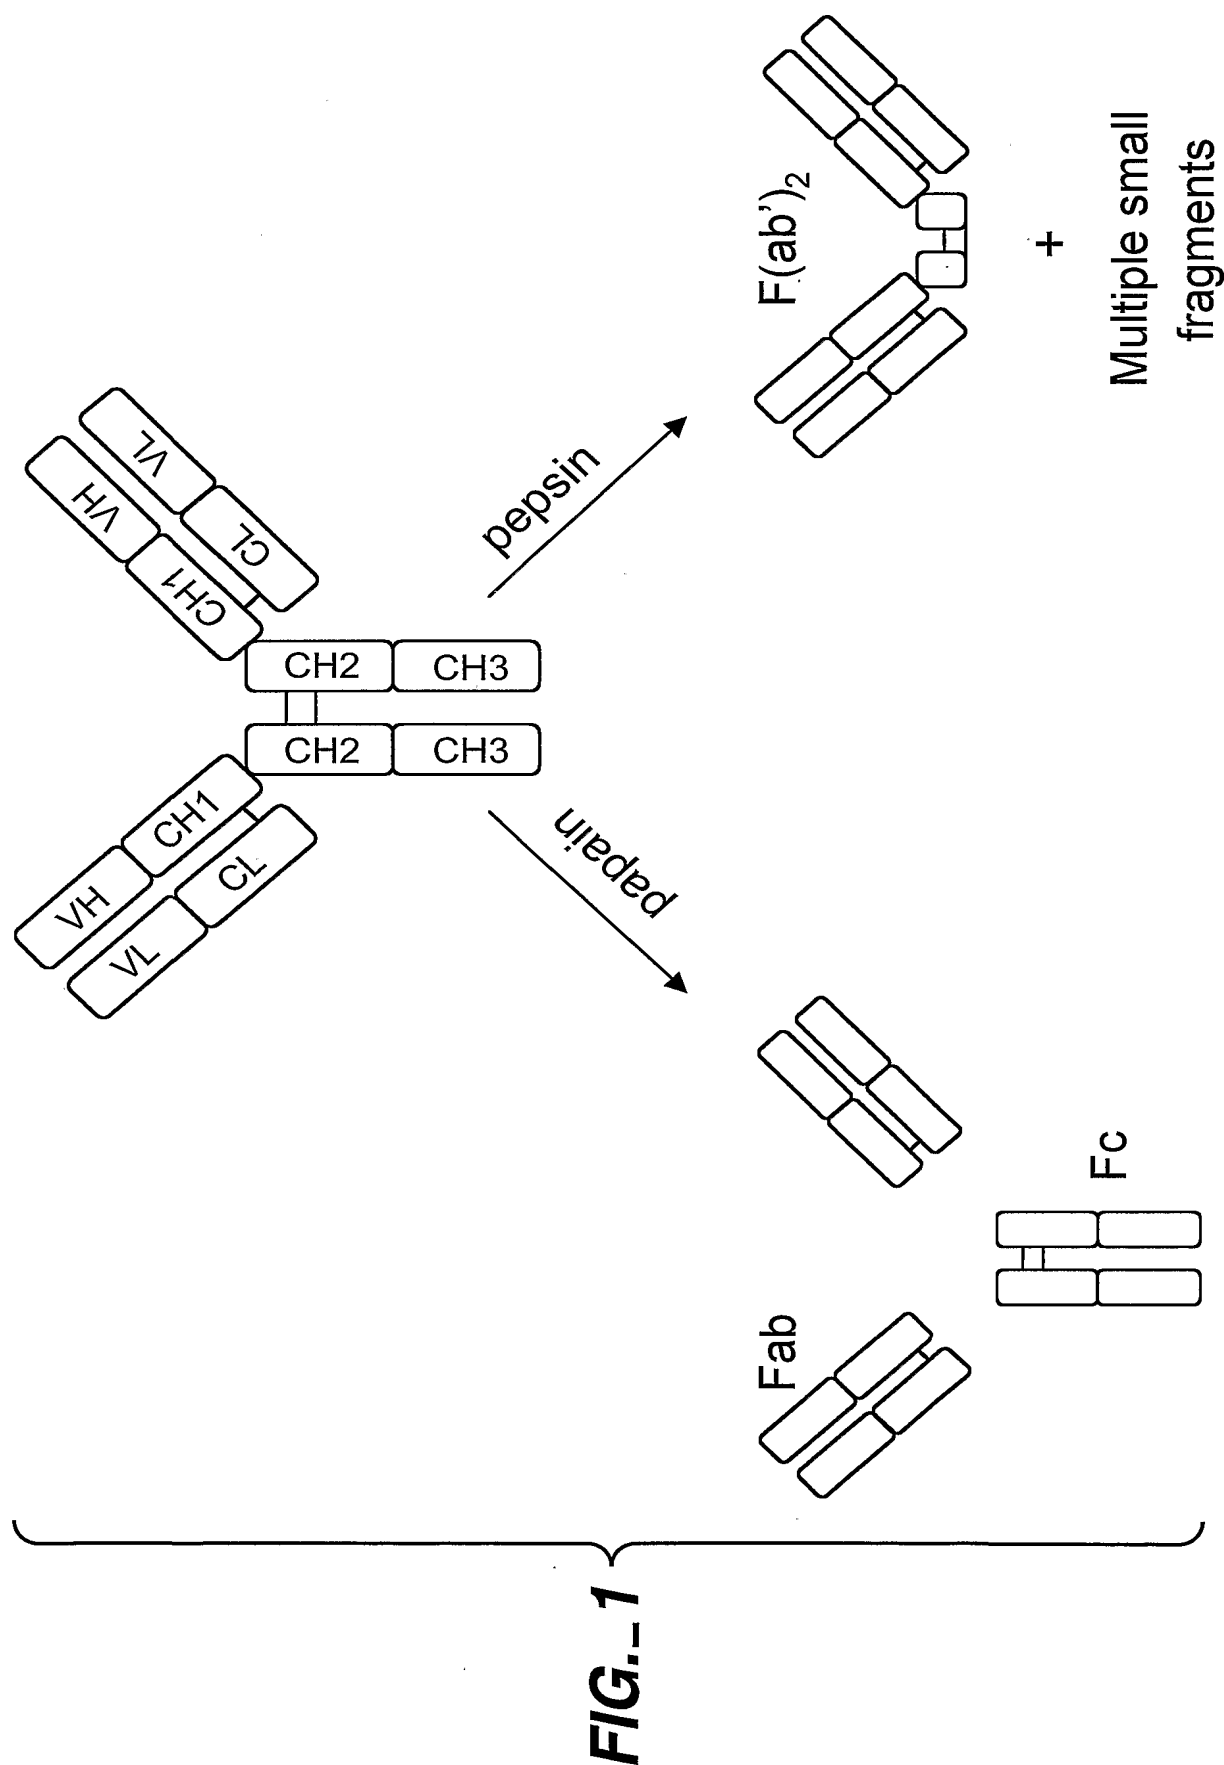 VH
CH1
VL
CL
VH
VL
CH1
CL
CH2
CH3
CH2
CH3
papain
pepsin
Fab
Fc
F(ab')2
+
Multiple small
fragments
FIG._1